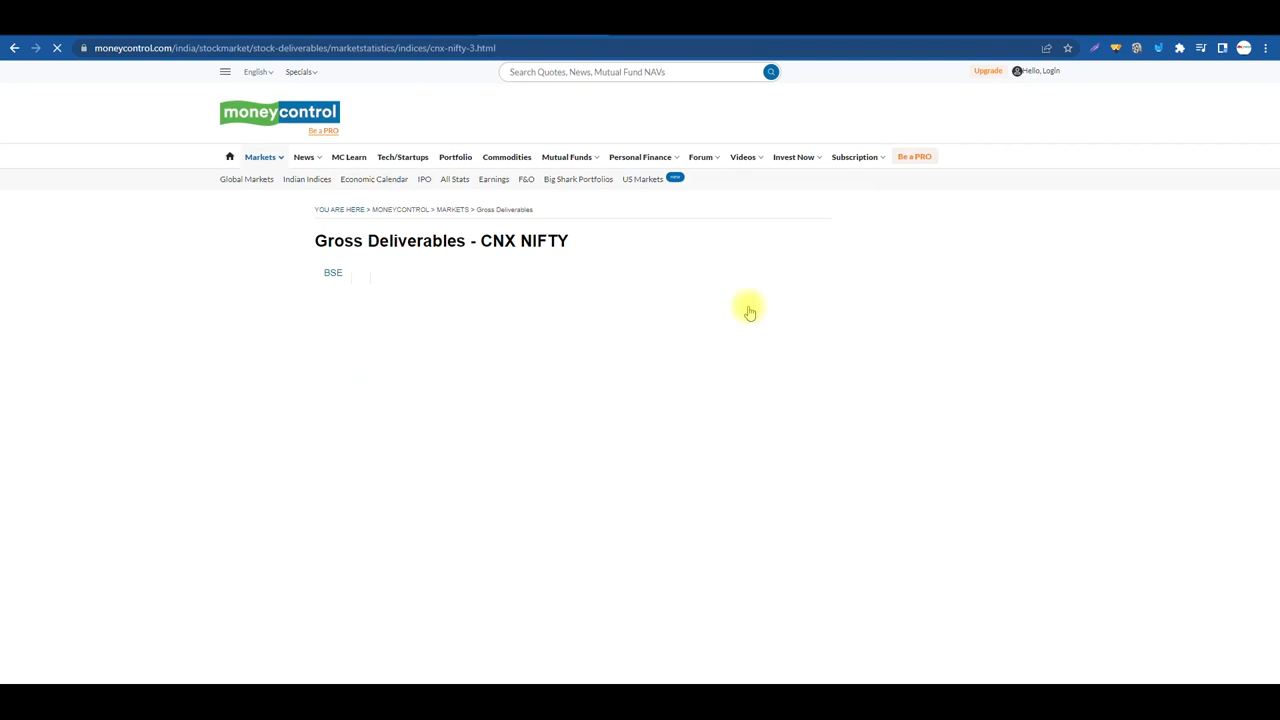 moneycontrol.com/india/stockmarket/stock-deliverables/marketstatistics/indices/cnx-nifty-3.html
English Specials Search Quotes, News, Mutual Fund NAVs Upgrade Hello, Login
moneycontrol
Be a PRO
Markets News MC Learn Tech/Startups Portfolio Commodities Mutual Funds Personal Finance Forum Videos Invest Now Subscription Be a PRO
Global Markets Indian Indices Economic Calendar IPO All Stats Earnings F&O Big Shark Portfolios US Markets new
YOU ARE HERE > MONEYCONTROL > MARKETS > Gross Deliverables
Gross Deliverables - CNX NIFTY
BSE